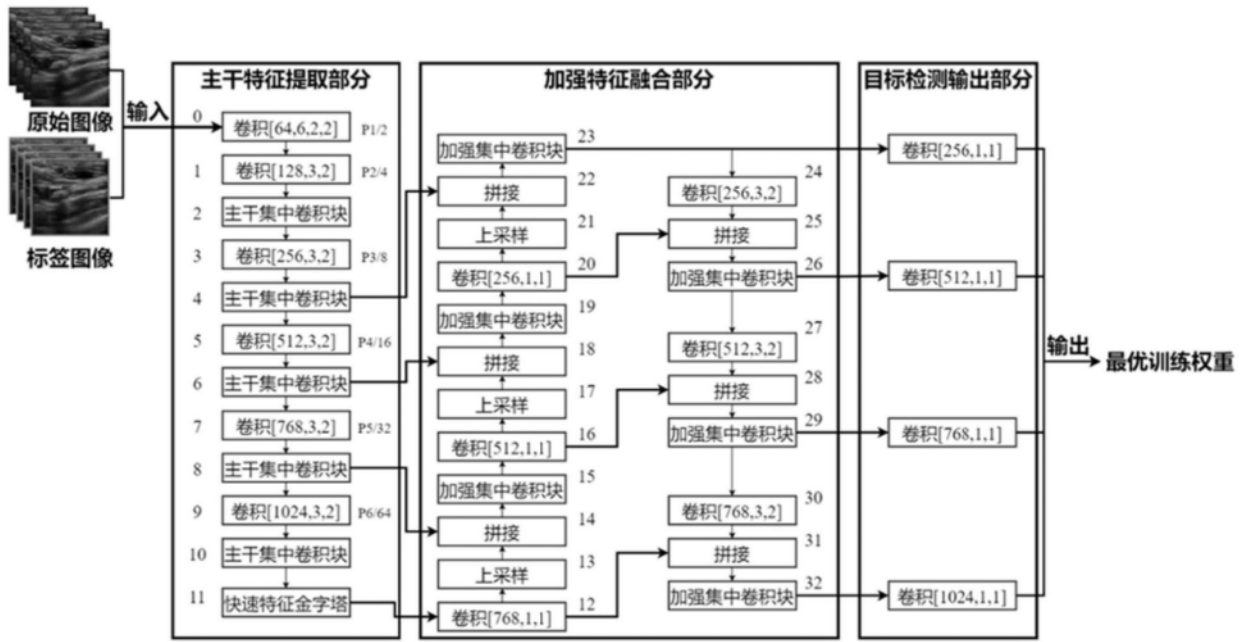 原始图像
标签图像
输入
主干特征提取部分
0
卷积[64,6,2,2]
P1/2
1
卷积[128,3,2]
P2/4
2
主干集中卷积块
3
卷积[256,3,2]
P3/8
4
主干集中卷积块
5
卷积[512,3,2]
P4/16
6
主干集中卷积块
7
卷积[768,3,2]
P5/32
8
主干集中卷积块
9
卷积[1024,3,2]
P6/64
10
主干集中卷积块
11
快速特征金字塔
加强特征融合部分
加强集中卷积块
23
拼接
22
上采样
21
卷积[256,1,1]
20
加强集中卷积块
19
拼接
18
上采样
17
卷积[512,1,1]
16
加强集中卷积块
15
拼接
14
上采样
13
卷积[768,1,1]
12
24
卷积[256,3,2]
25
拼接
26
加强集中卷积块
27
卷积[512,3,2]
28
拼接
29
加强集中卷积块
30
卷积[768,3,2]
31
拼接
32
加强集中卷积块
目标检测输出部分
卷积[256,1,1]
卷积[512,1,1]
卷积[768,1,1]
卷积[1024,1,1]
输出
最优训练权重